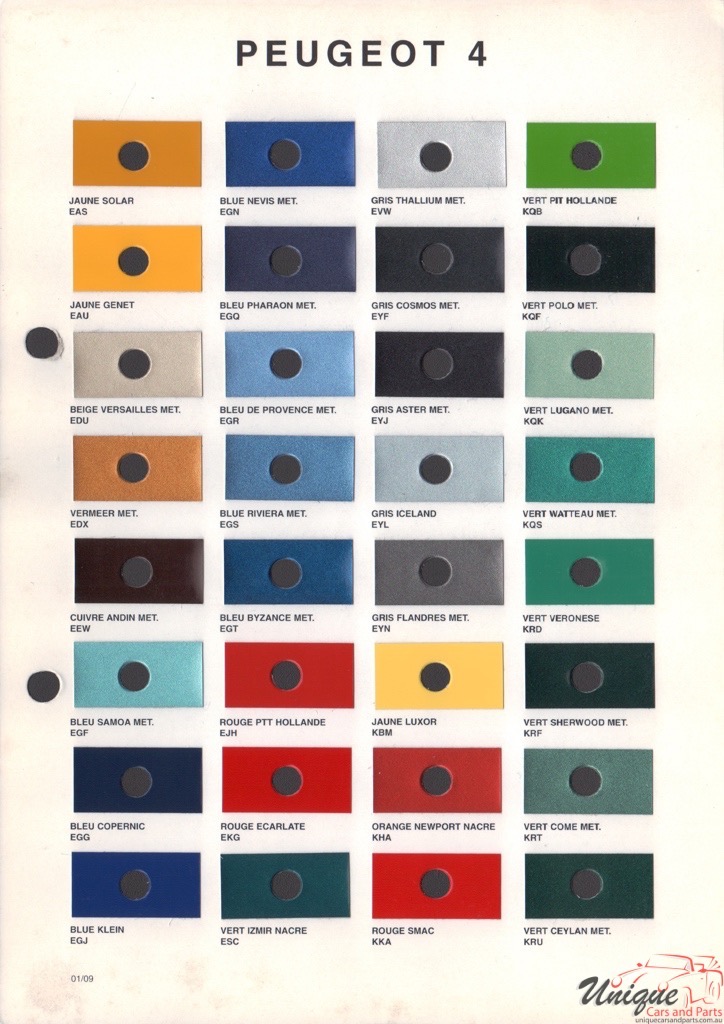 PEUGEOT 4
JAUNE SOLAR
EAS
BLUE NEVIS MET.
EGN
GRIS THALLIUM MET.
EVW
VERT PIT HOLLANDE
KQB
JAUNE GENET
EAU
BLEU PHARAON MET.
EGQ
GRIS COSMOS MET.
EYF
VERT POLO MET.
KQF
BEIGE VERSAILLES MET.
EDU
BLEU DE PROVENCE MET.
EGR
GRIS ASTER MET.
EYJ
VERT LUGANO MET.
KQK
VERMEER MET.
EDX
BLUE RIVIERA MET.
EGS
GRIS ICELAND
EYL
VERT WATTEAU MET.
KQS
CUIVRE ANDIN MET.
EEW
BLEU BYZANCE MET.
EGT
GRIS FLANDRES MET.
EYN
VERT VERONESE
KRD
BLEU SAMOA MET.
EGF
ROUGE PTT HOLLANDE
EJH
JAUNE LUXOR
KBM
VERT SHERWOOD MET.
KRF
BLEU COPERNIC
EGG
ROUGE ECARLATE
EKG
ORANGE NEWPORT NACRE
KHA
VERT COME MET.
KRT
BLUE KLEIN
EGJ
VERT IZMIR NACRE
ESC
ROUGE SMAC
KKA
VERT CEYLAN MET.
KRU
01/09
Unique
Cars and Parts
uniquecarsandparts.com.au